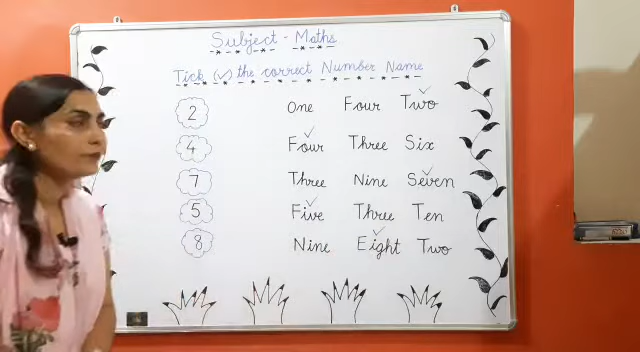 Subject - Maths
Tick (✓) the correct Number Name
2 One Four Two ✓
4 Four ✓ Three Six
7 Three Nine Seven ✓
5 Five ✓ Three Ten
8 Nine Eight ✓ Two